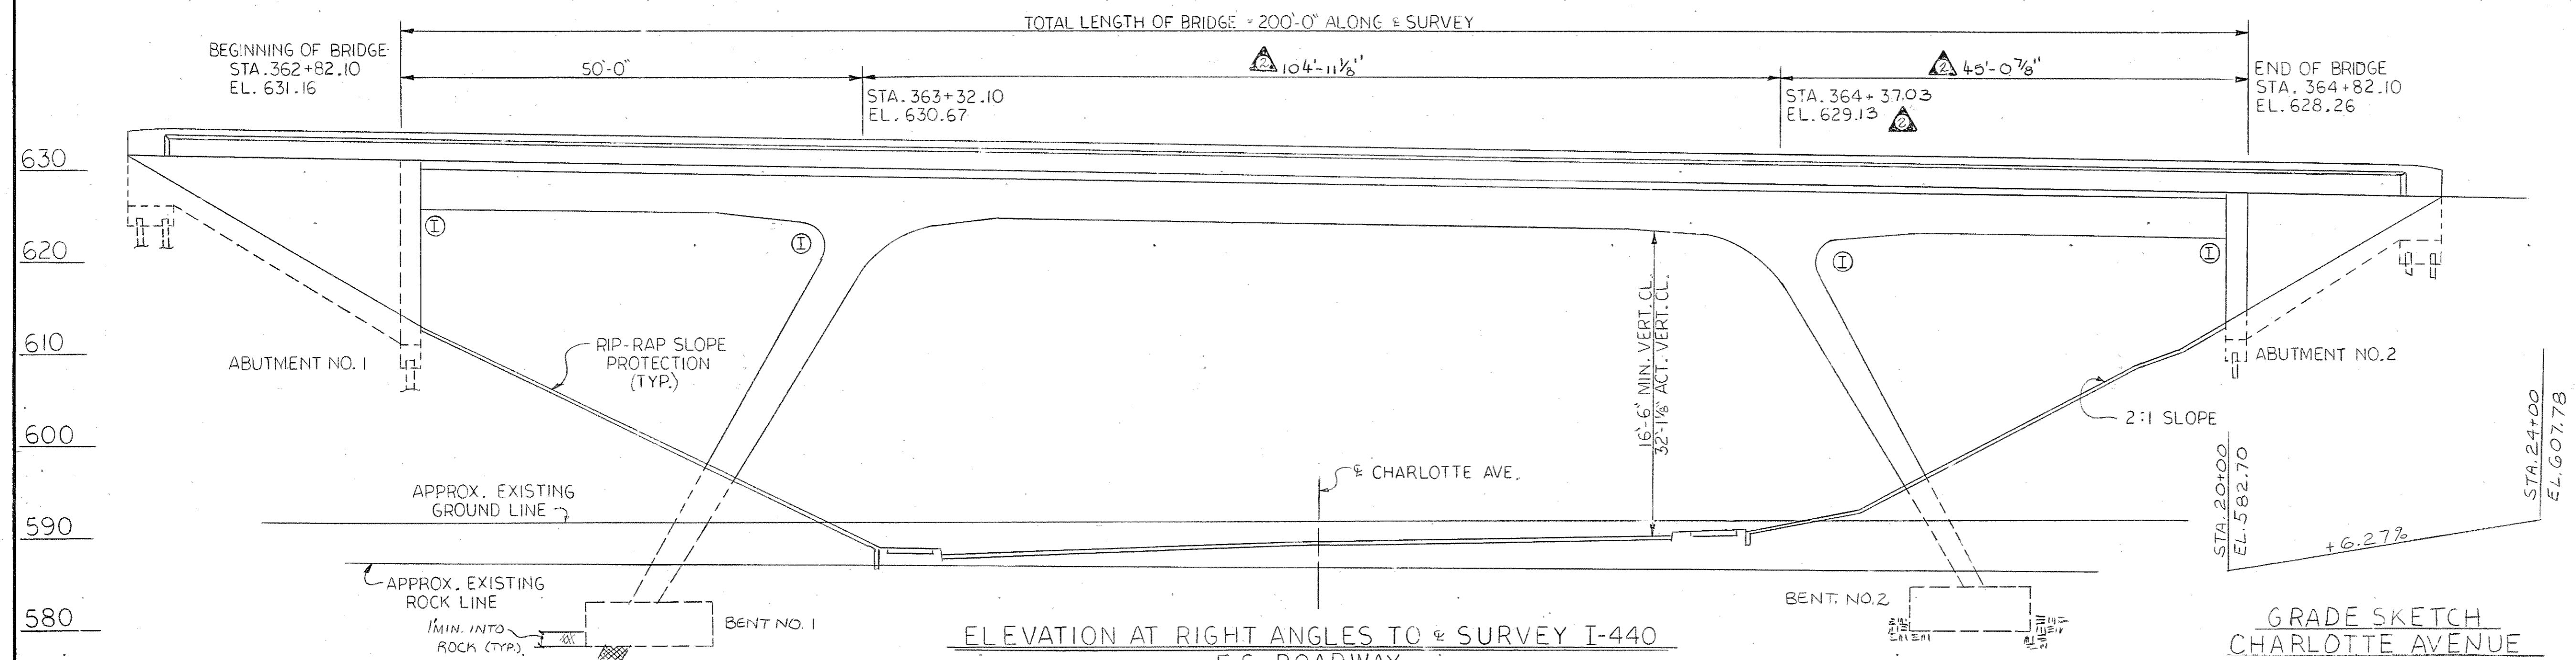 TOTAL LENGTH OF BRIDGE = 200'-0" ALONG ℄ SURVEY
BEGINNING OF BRIDGE
STA. 362+82.10
EL. 631.16
50'-0"
2 104'-11⅛"
2 45'-0⅞"
END OF BRIDGE
STA. 364+82.10
EL. 628.26
STA. 363+32.10
EL. 630.67
STA. 364+37.03
EL. 629.13 2
630
620
610
600
590
580
I
I
I
I
ABUTMENT NO. 1
RIP-RAP SLOPE
PROTECTION
(TYP.)
16'-6" MIN. VERT. CL.
32'-1⅛" ACT. VERT. CL.
ABUTMENT NO. 2
2:1 SLOPE
℄ CHARLOTTE AVE.
APPROX. EXISTING
GROUND LINE
APPROX. EXISTING
ROCK LINE
1' MIN. INTO
ROCK (TYP.)
BENT NO. 1
BENT. NO. 2
STA. 20+00
EL. 582.70
+6.27%
STA. 24+00
EL. 607.78
ELEVATION AT RIGHT ANGLES TO ℄ SURVEY I-440
ROADWAY
GRADE SKETCH
CHARLOTTE AVENUE